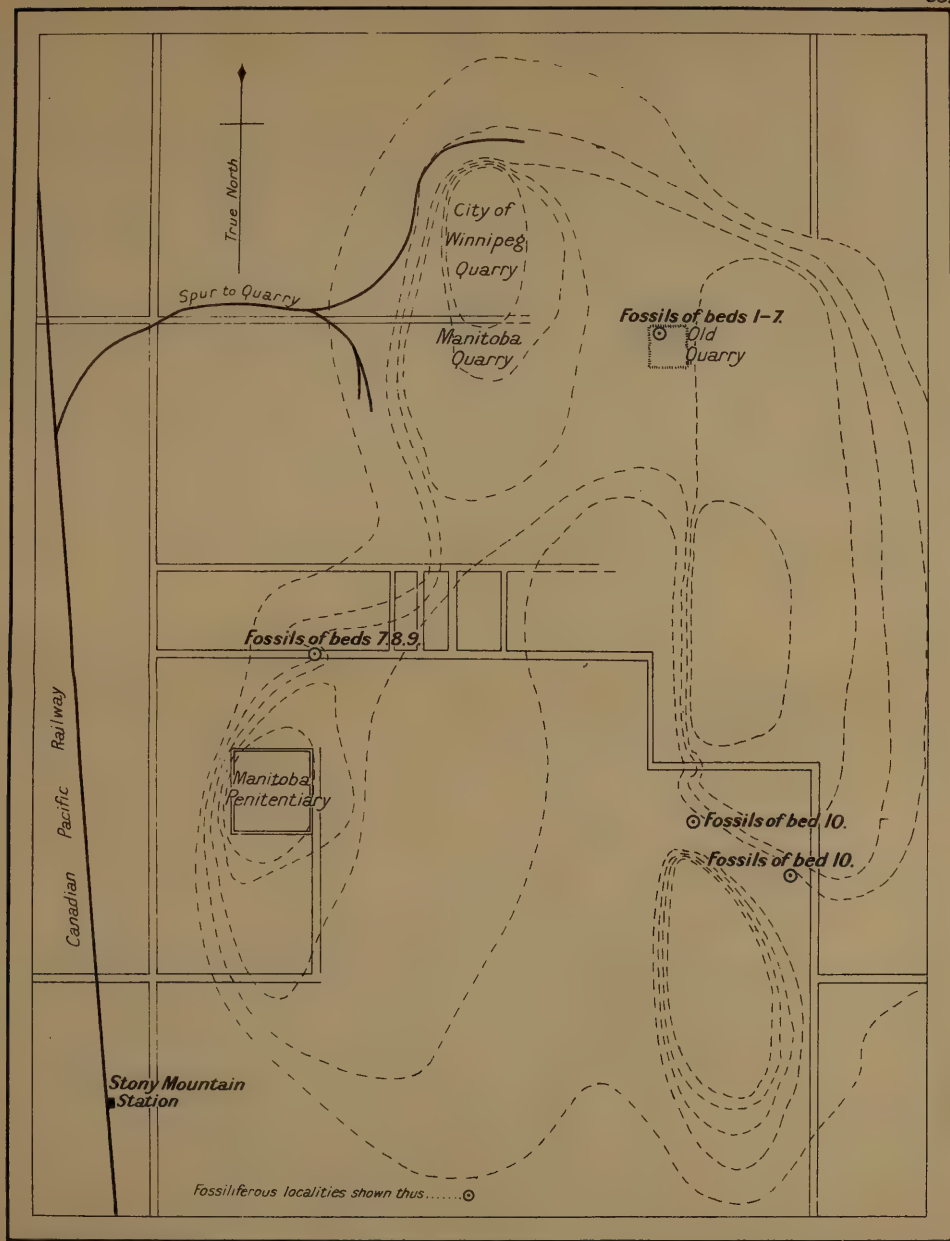 True North
City of
Winnipeg
Quarry
Spur to Quarry
Manitoba
Quarry
Fossils of beds 1-7.
Old
Quarry
Fossils of beds 7.8.9.
Manitoba
Penitentiary
Canadian Pacific Railway
Fossils of bed 10.
Fossils of bed 10.
Stony Mountain
Station
Fossiliferous localities shown thus.......